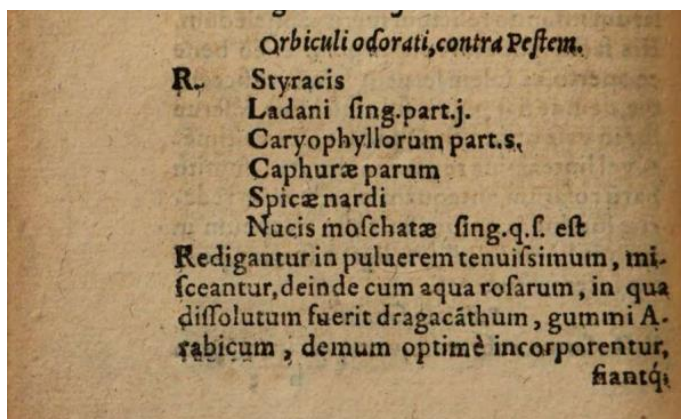 Orbiculi odorati, contra Pestem.
R. Styracis
Ladani ſing.part.j.
Caryophyllorum part.s.
Caphuræ parum
Spicæ nardi
Nucis moſchatæ ſing.q.ſ. eſt
Redigantur in puluerem tenuiſsimum, mi-
ſceantur, deinde cum aqua roſarum, in qua
diſſolutum fuerit dragacãthum, gummi A-
rabicum, demum optimè incorporentur,
fiantq́;